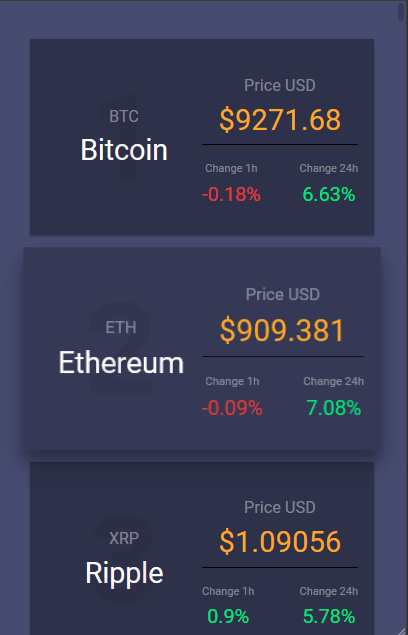 1
BTC
Bitcoin
Price USD
$9271.68
Change 1h
Change 24h
-0.18%
6.63%
2
ETH
Ethereum
Price USD
$909.381
Change 1h
Change 24h
-0.09%
7.08%
3
XRP
Ripple
Price USD
$1.09056
Change 1h
Change 24h
0.9%
5.78%